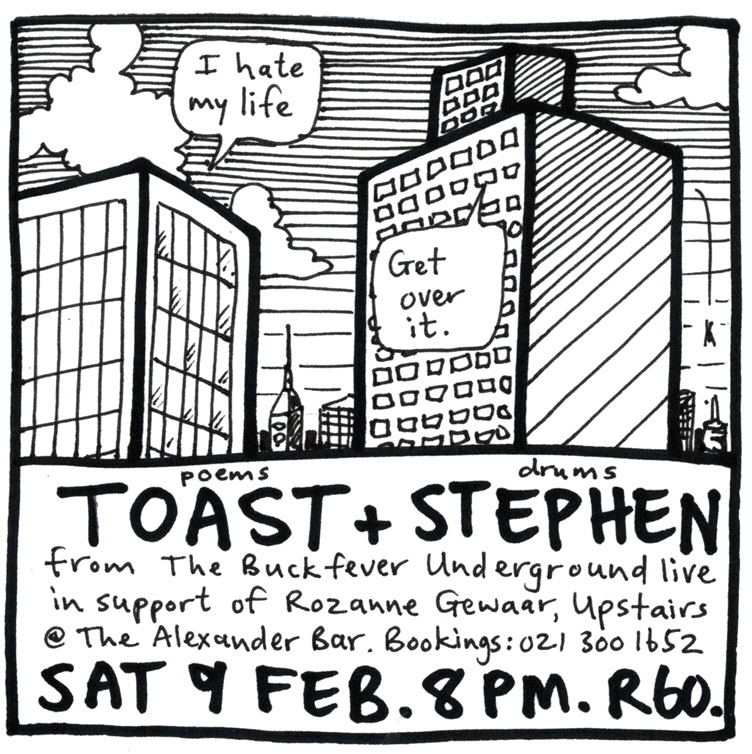 I hate
my life
Get
over
it.
poems drums
TOAST + STEPHEN
from The Buckfever Underground live
in support of Rozanne Gewaar, Upstairs
@ The Alexander Bar. Bookings: 021 300 1652
SAT 9 FEB. 8 PM. R60.